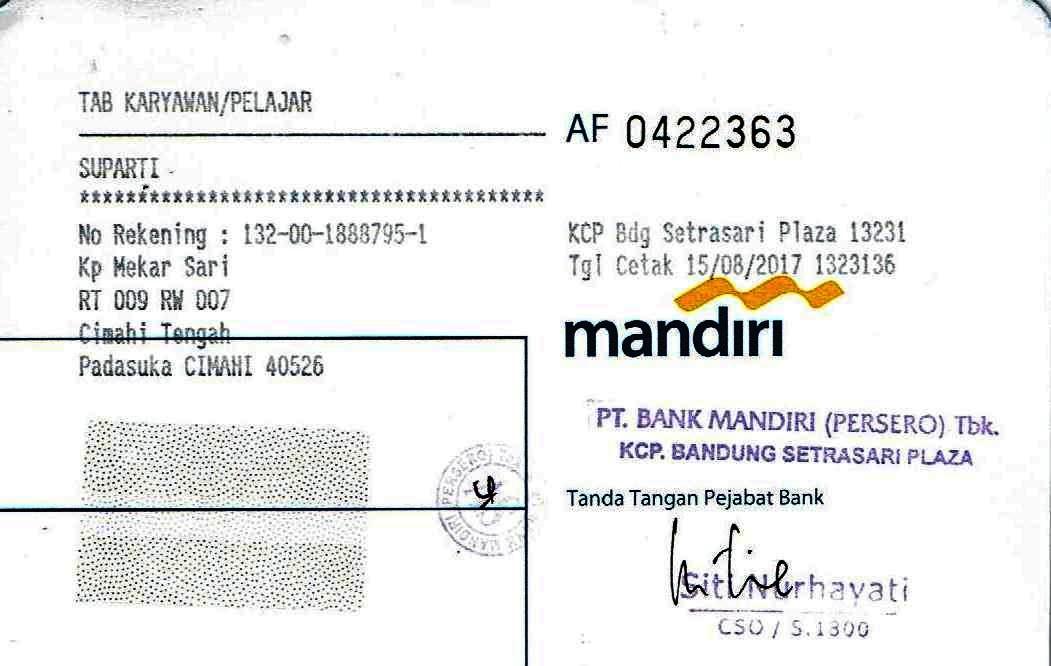 TAB KARYAWAN/PELAJAR
AF 0422363
SUPARTI
****************************************
No Rekening : 132-00-1888795-1
Kp Mekar Sari
RT 009 RW 007
Cimahi Tengah
Padasuka CIMAHI 40526
KCP Bdg Setrasari Plaza 13231
Tgl Cetak 15/08/2017 1323136
mandiri
PT. BANK MANDIRI (PERSERO) Tbk.
KCP. BANDUNG SETRASARI PLAZA
Tanda Tangan Pejabat Bank
Siti Nurhayati
CSO / S.1300